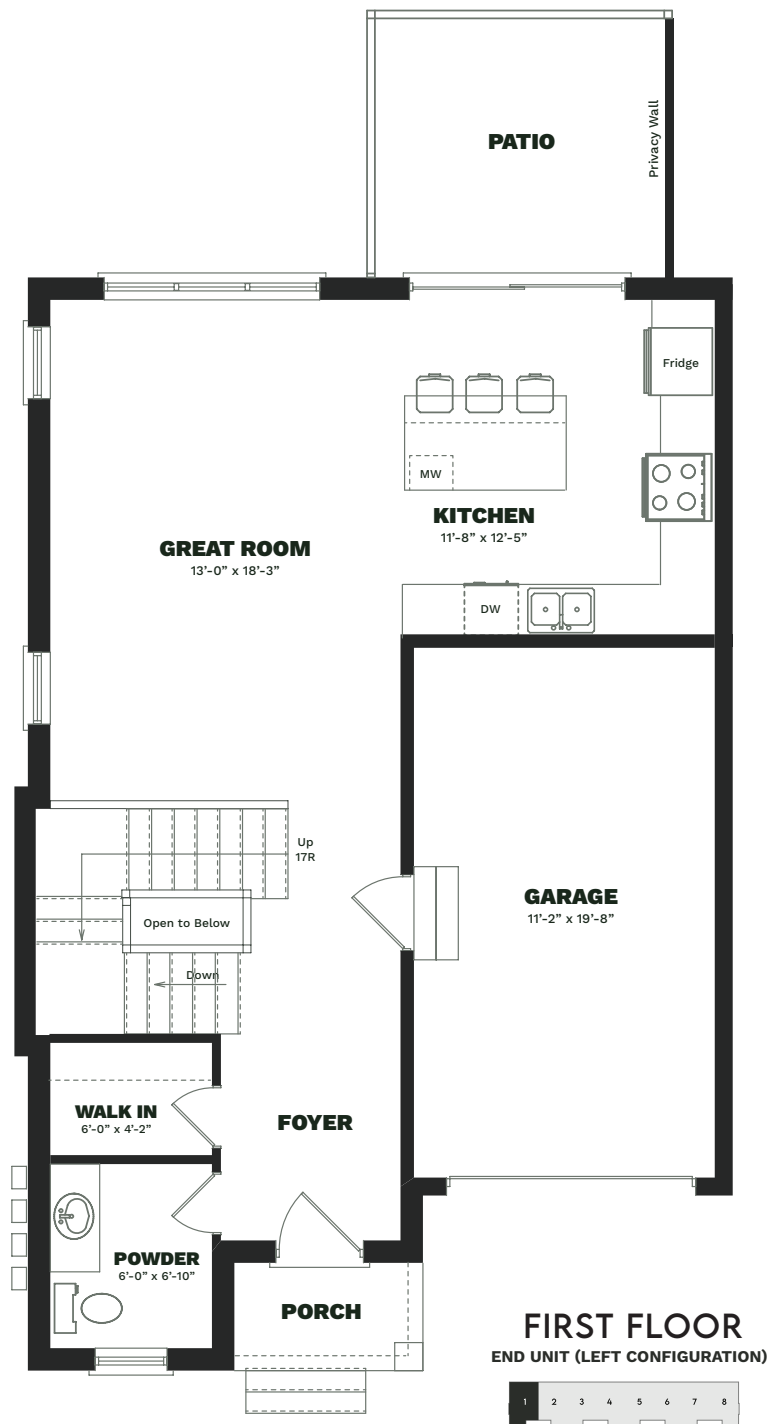 PATIO
Privacy Wall
Fridge
MW
KITCHEN
11’-8” x 12’-5”
GREAT ROOM
13’-0” x 18’-3”
DW
Up
17R
Open to Below
GARAGE
11’-2” x 19’-8”
Down
WALK IN
6’-0” x 4’-2”
FOYER
POWDER
6’-0” x 6’-10”
PORCH
FIRST FLOOR
END UNIT (LEFT CONFIGURATION)
1 2 3 4 5 6 7 8